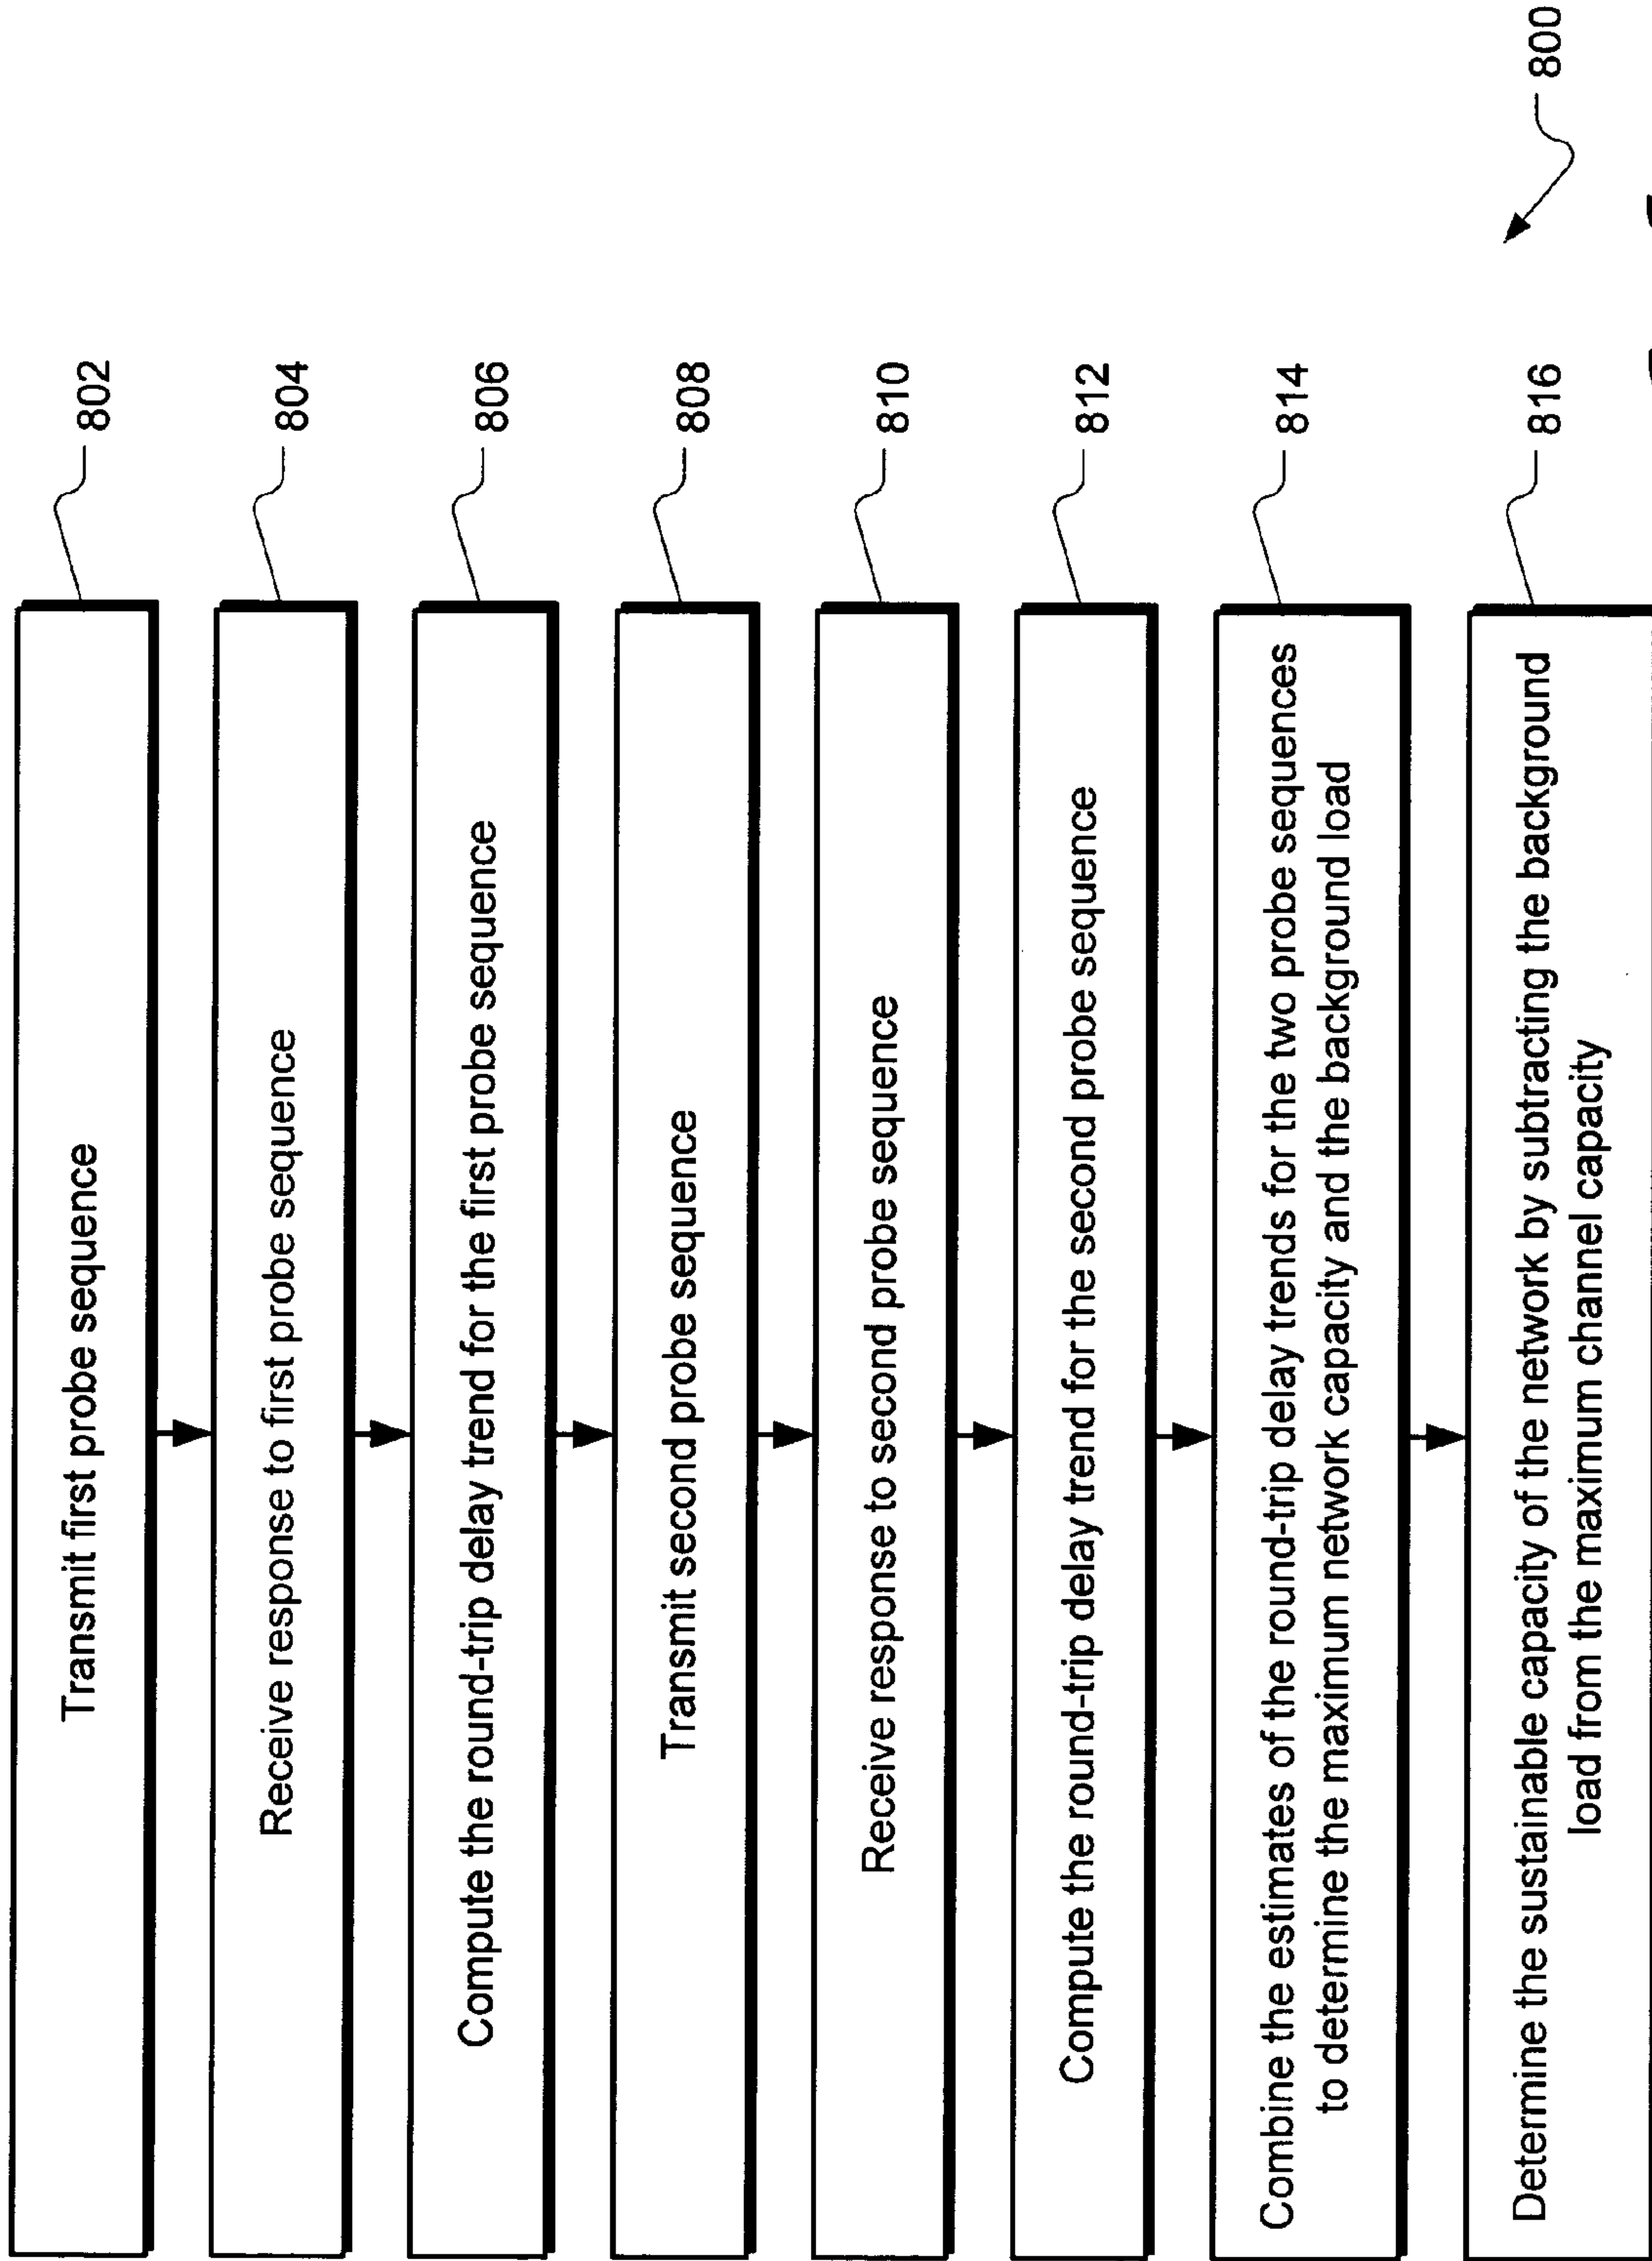 Transmit first probe sequence
802
Receive response to first probe sequence
804
Compute the round-trip delay trend for the first probe sequence
806
Transmit second probe sequence
808
Receive response to second probe sequence
810
Compute the round-trip delay trend for the second probe sequence
812
Combine the estimates of the round-trip delay trends for the two probe sequences
to determine the maximum network capacity and the background load
814
Determine the sustainable capacity of the network by subtracting the background
load from the maximum channel capacity
816
800